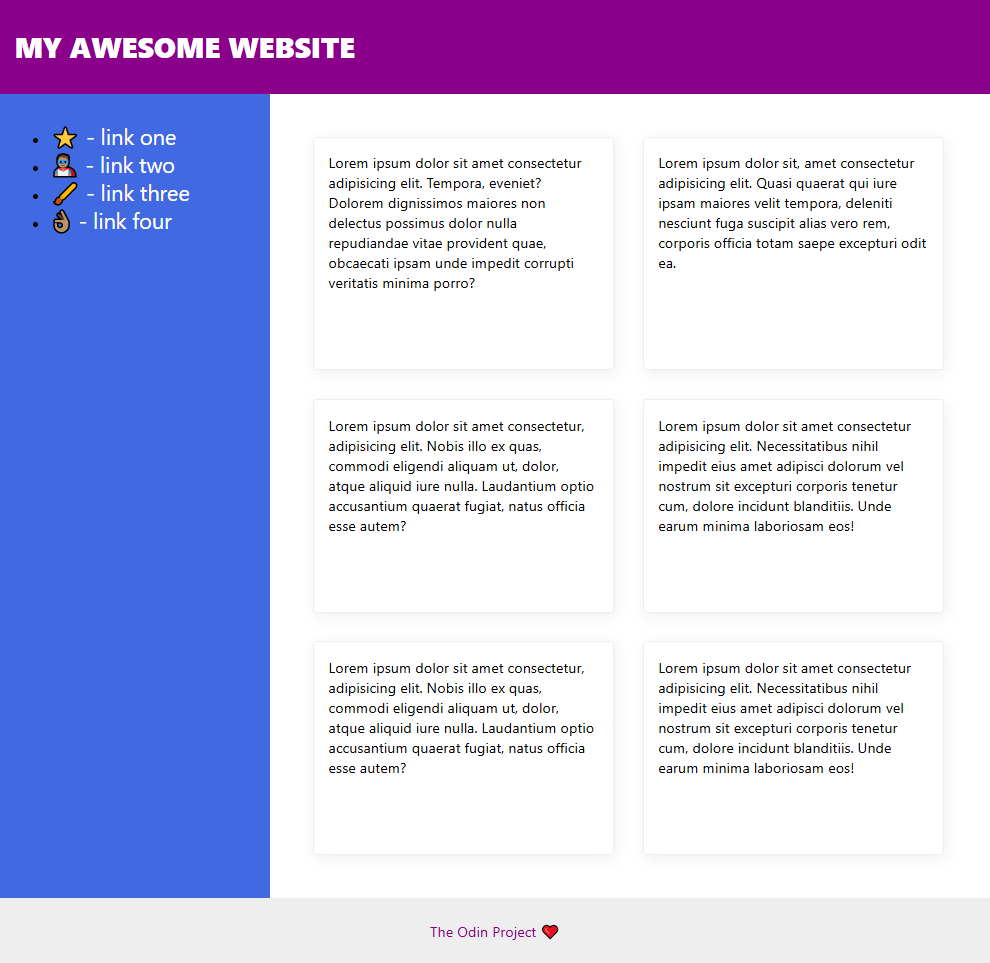 MY AWESOME WEBSITE
⭐ - link one
🦸🏽‍♂️ - link two
🖌️ - link three
👌🏽 - link four
Lorem ipsum dolor sit amet consectetur
adipisicing elit. Tempora, eveniet?
Dolorem dignissimos maiores non
delectus possimus dolor nulla
repudiandae vitae provident quae,
obcaecati ipsam unde impedit corrupti
veritatis minima porro?
Lorem ipsum dolor sit, amet consectetur
adipisicing elit. Quasi quaerat qui iure
ipsam maiores velit tempora, deleniti
nesciunt fuga suscipit alias vero rem,
corporis officia totam saepe excepturi odit
ea.
Lorem ipsum dolor sit amet consectetur,
adipisicing elit. Nobis illo ex quas,
commodi eligendi aliquam ut, dolor,
atque aliquid iure nulla. Laudantium optio
accusantium quaerat fugiat, natus officia
esse autem?
Lorem ipsum dolor sit amet consectetur
adipisicing elit. Necessitatibus nihil
impedit eius amet adipisci dolorum vel
nostrum sit excepturi corporis tenetur
cum, dolore incidunt blanditiis. Unde
earum minima laboriosam eos!
Lorem ipsum dolor sit amet consectetur,
adipisicing elit. Nobis illo ex quas,
commodi eligendi aliquam ut, dolor,
atque aliquid iure nulla. Laudantium optio
accusantium quaerat fugiat, natus officia
esse autem?
Lorem ipsum dolor sit amet consectetur
adipisicing elit. Necessitatibus nihil
impedit eius amet adipisci dolorum vel
nostrum sit excepturi corporis tenetur
cum, dolore incidunt blanditiis. Unde
earum minima laboriosam eos!
The Odin Project ❤️